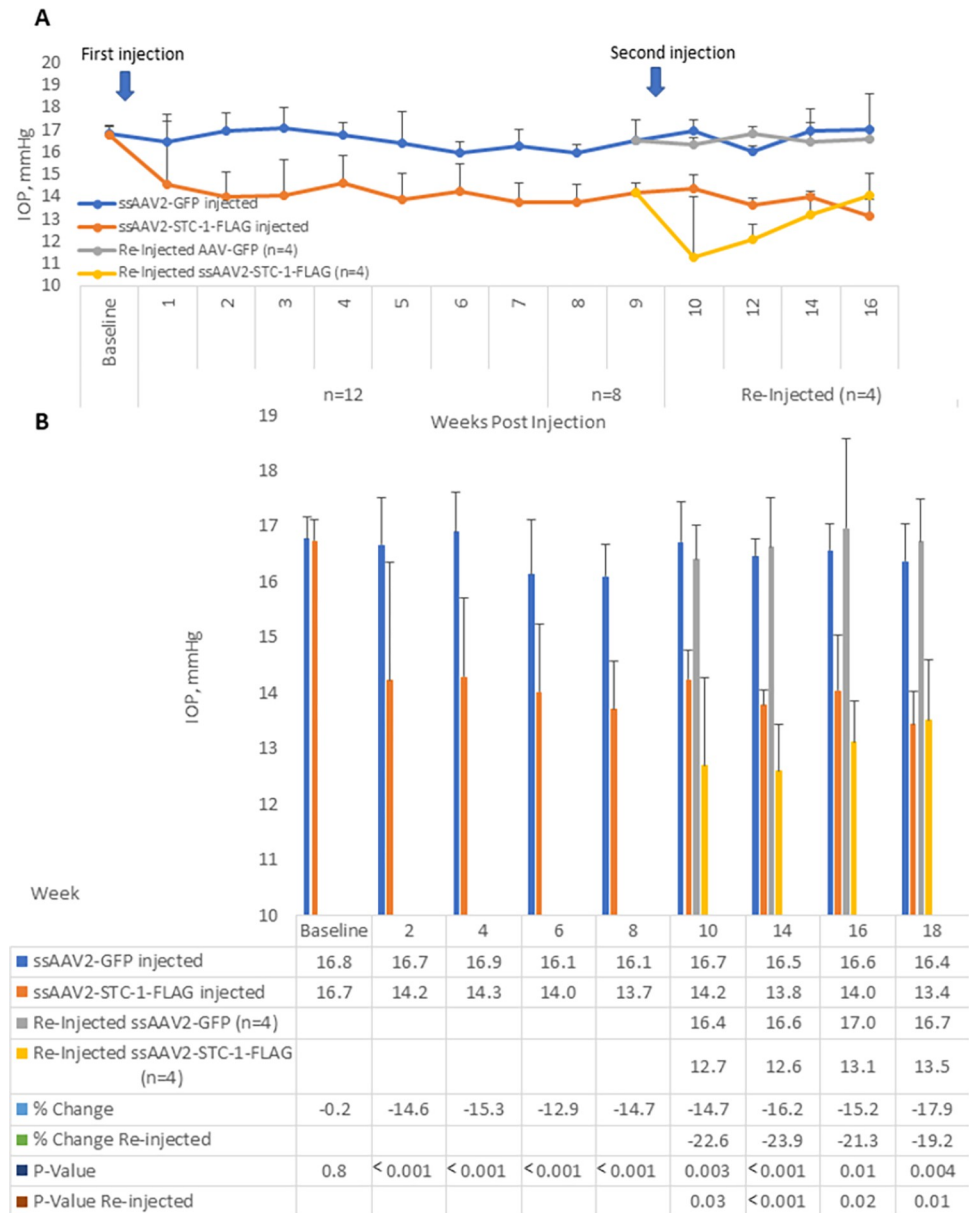 A
First injection
Second injection
20
19
18
17
16
15
14
13
12
11
10
IOP, mmHg
ssAAV2-GFP injected
ssAAV2-STC-1-FLAG injected
Re-Injected AAV-GFP (n=4)
Re-Injected ssAAV2-STC-1-FLAG (n=4)
Baseline 1 2 3 4 5 6 7 8 9 10 12 14 16
n=12 n=8 Re-Injected (n=4)
Weeks Post Injection
B
19
18
17
16
15
14
13
12
11
10
IOP, mmHg
Week
Baseline 2 4 6 8 10 14 16 18
ssAAV2-GFP injected 16.8 16.7 16.9 16.1 16.1 16.7 16.5 16.6 16.4
ssAAV2-STC-1-FLAG injected 16.7 14.2 14.3 14.0 13.7 14.2 13.8 14.0 13.4
Re-Injected ssAAV2-GFP (n=4) 16.4 16.6 17.0 16.7
Re-Injected ssAAV2-STC-1-FLAG
(n=4) 12.7 12.6 13.1 13.5
% Change -0.2 -14.6 -15.3 -12.9 -14.7 -14.7 -16.2 -15.2 -17.9
% Change Re-injected -22.6 -23.9 -21.3 -19.2
P-Value 0.8 < 0.001 < 0.001 < 0.001 < 0.001 0.003 < 0.001 0.01 0.004
P-Value Re-injected 0.03 < 0.001 0.02 0.01